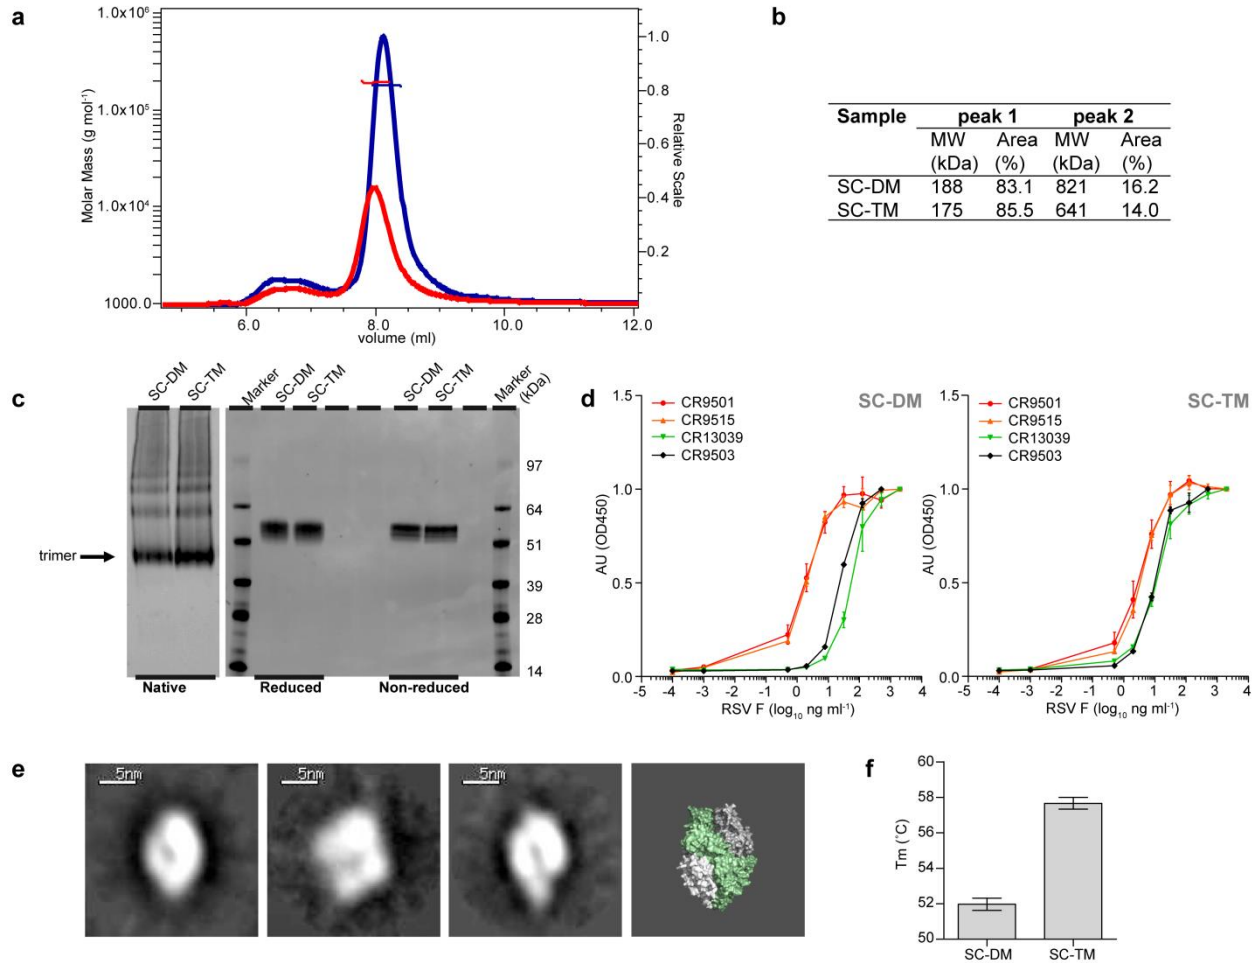 a
1.0x10⁶
1.0x10⁵
1.0x10⁴
1000.0
Molar Mass (g mol⁻¹)
6.0
8.0
10.0
12.0
volume (ml)
1.0
0.8
0.6
0.4
0.2
Relative Scale
b
Sample peak 1 peak 2
MW Area MW Area
(kDa) (%) (kDa) (%)
SC-DM 188 83.1 821 16.2
SC-TM 175 85.5 641 14.0
c
SC-DM
SC-TM
Marker
SC-DM
SC-TM
SC-DM
SC-TM
Marker
(kDa)
97
64
51
39
28
14
trimer
Native
Reduced
Non-reduced
d
SC-DM
CR9501
CR9515
CR13039
CR9503
1.5
1.0
0.5
0.0
AU (OD450)
-5 -4 -3 -2 -1 0 1 2 3 4
RSV F (log₁₀ ng ml⁻¹)
SC-TM
CR9501
CR9515
CR13039
CR9503
1.5
1.0
0.5
0.0
AU (OD450)
-5 -4 -3 -2 -1 0 1 2 3 4
RSV F (log₁₀ ng ml⁻¹)
e
5nm
5nm
5nm
f
60
58
56
54
52
50
Tm (˚C)
SC-DM
SC-TM